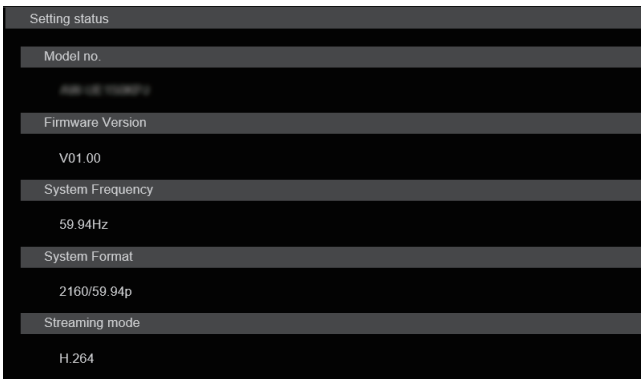 Setting status
Model no.
Firmware Version
V01.00
System Frequency
59.94Hz
System Format
2160/59.94p
Streaming mode
H.264